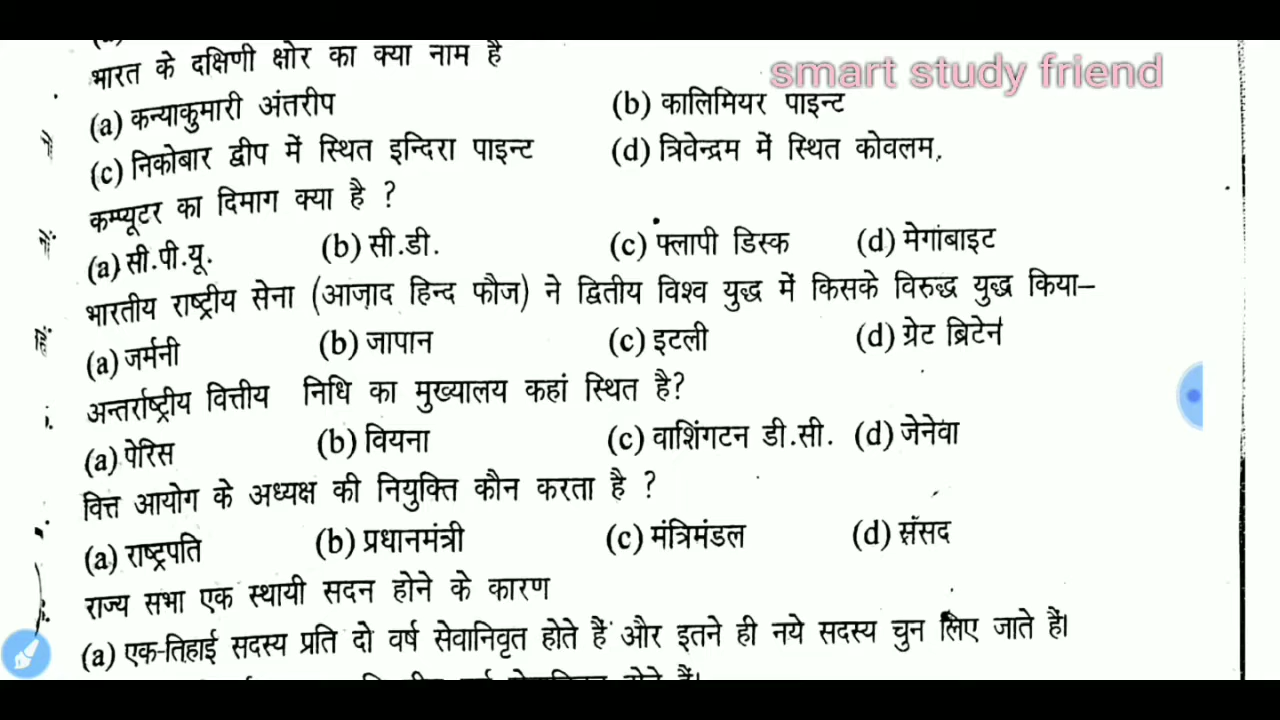 भारत के दक्षिणी क्षोर का क्या नाम है
smart study friend
(a) कन्याकुमारी अंतरीप (b) कालिमियर पाइन्ट
(c) निकोबार द्वीप में स्थित इन्दिरा पाइन्ट (d) त्रिवेन्द्रम में स्थित कोवलम.
कम्प्यूटर का दिमाग क्या है ?
(a) सी.पी.यू. (b) सी.डी. (c) फ्लापी डिस्क (d) मेगाबाइट
भारतीय राष्ट्रीय सेना (आज़ाद हिन्द फौज) ने द्वितीय विश्व युद्ध में किसके विरुद्ध युद्ध किया–
(a) जर्मनी (b) जापान (c) इटली (d) ग्रेट ब्रिटेन
अन्तर्राष्ट्रीय वित्तीय निधि का मुख्यालय कहां स्थित है?
(a) पेरिस (b) वियना (c) वाशिंगटन डी.सी. (d) जेनेवा
वित्त आयोग के अध्यक्ष की नियुक्ति कौन करता है ?
(a) राष्ट्रपति (b) प्रधानमंत्री (c) मंत्रिमंडल (d) संसद
राज्य सभा एक स्थायी सदन होने के कारण
(a) एक-तिहाई सदस्य प्रति दो वर्ष सेवानिवृत होते हैं और इतने ही नये सदस्य चुन लिए जाते हैं।